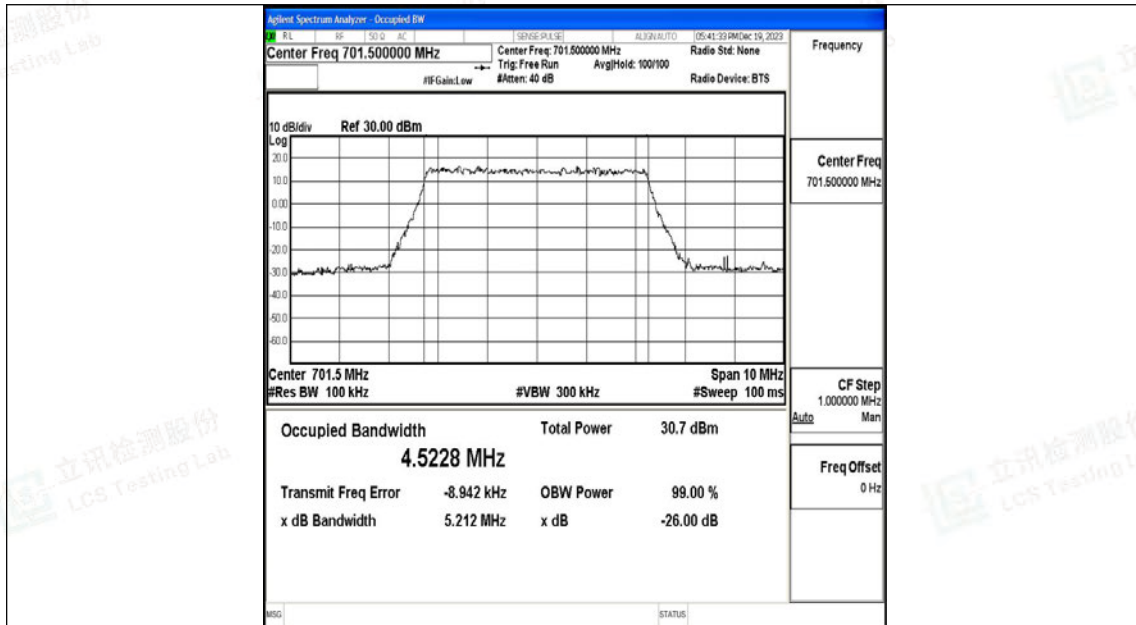 Agilent Spectrum Analyzer - Occupied BW
RL RF 50 Ω AC SENSE:PULSE ALIGNAUTO 05:41:33 PM Dec 19, 2023
Center Freq 701.500000 MHz
Center Freq: 701.500000 MHz
Radio Std: None
Trig: Free Run Avg|Hold: 100/100
#IFGain:Low
#Atten: 40 dB
Radio Device: BTS
Frequency
10 dB/div Ref 30.00 dBm
Log
20.0
10.0
0.00
-10.0
-20.0
-30.0
-40.0
-50.0
-60.0
Center 701.5 MHz Span 10 MHz
#Res BW 100 kHz #VBW 300 kHz #Sweep 100 ms
Center Freq
701.500000 MHz
CF Step
1.000000 MHz
Auto Man
Freq Offset
0 Hz
Occupied Bandwidth Total Power 30.7 dBm
4.5228 MHz
Transmit Freq Error -8.942 kHz OBW Power 99.00 %
x dB Bandwidth 5.212 MHz x dB -26.00 dB
MSG STATUS
立讯检测股份
LCS Testing Lab